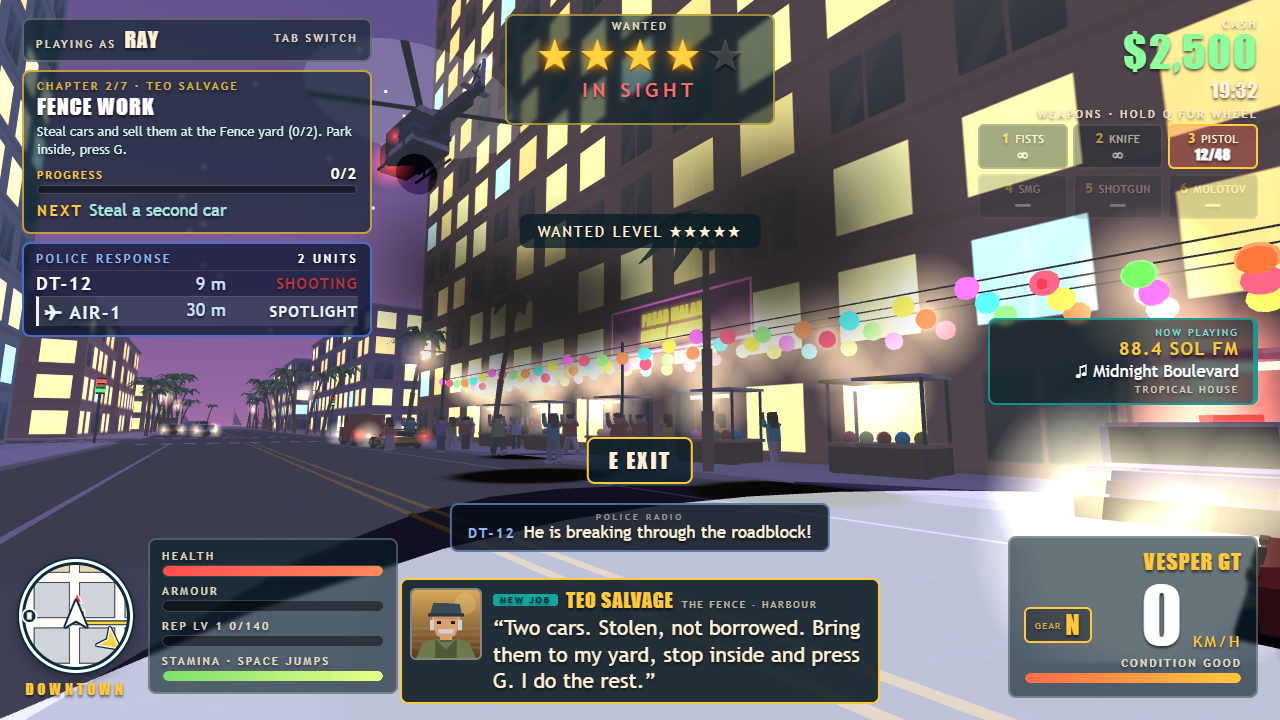 PLAYING AS RAY
TAB SWITCH
CHAPTER 2/7 · TEO SALVAGE
FENCE WORK
Steal cars and sell them at the Fence yard (0/2). Park
inside, press G.
PROGRESS 0/2
NEXT Steal a second car
POLICE RESPONSE 2 UNITS
DT-12 9 m SHOOTING
AIR-1 30 m SPOTLIGHT
WANTED
IN SIGHT
WANTED LEVEL ★★★★★
CASH
$2,500
19:32
WEAPONS · HOLD Q FOR WHEEL
1 FISTS
∞
2 KNIFE
∞
3 PISTOL
12/48
4 SMG
—
5 SHOTGUN
—
6 MOLOTOV
—
NOW PLAYING
88.4 SOL FM
♫ Midnight Boulevard
TROPICAL HOUSE
E EXIT
POLICE RADIO
DT-12 He is breaking through the roadblock!
NEW JOB TEO SALVAGE THE FENCE · HARBOUR
“Two cars. Stolen, not borrowed. Bring
them to my yard, stop inside and press
G. I do the rest.”
HEALTH
ARMOUR
REP LV 1 0/140
STAMINA · SPACE JUMPS
DOWNTOWN
VESPER GT
GEAR N
0 KM/H
CONDITION GOOD